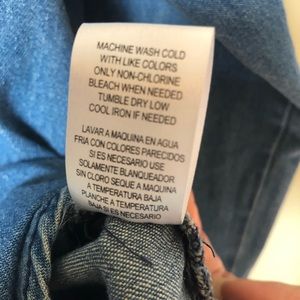 MACHINE WASH COLD
WITH LIKE COLORS
ONLY NON-CHLORINE
BLEACH WHEN NEEDED
TUMBLE DRY LOW
COOL IRON IF NEEDED
LAVAR A MAQUINA EN AGUA
FRIA CON COLORES PARECIDOS
SI ES NECESARIO USE
SOLAMENTE BLANQUEADOR
SIN CLORO SEQUE A MAQUINA
A TEMPERATURA BAJA
PLANCHE A TEMPERATURA
BAJA SI ES NECESARIO